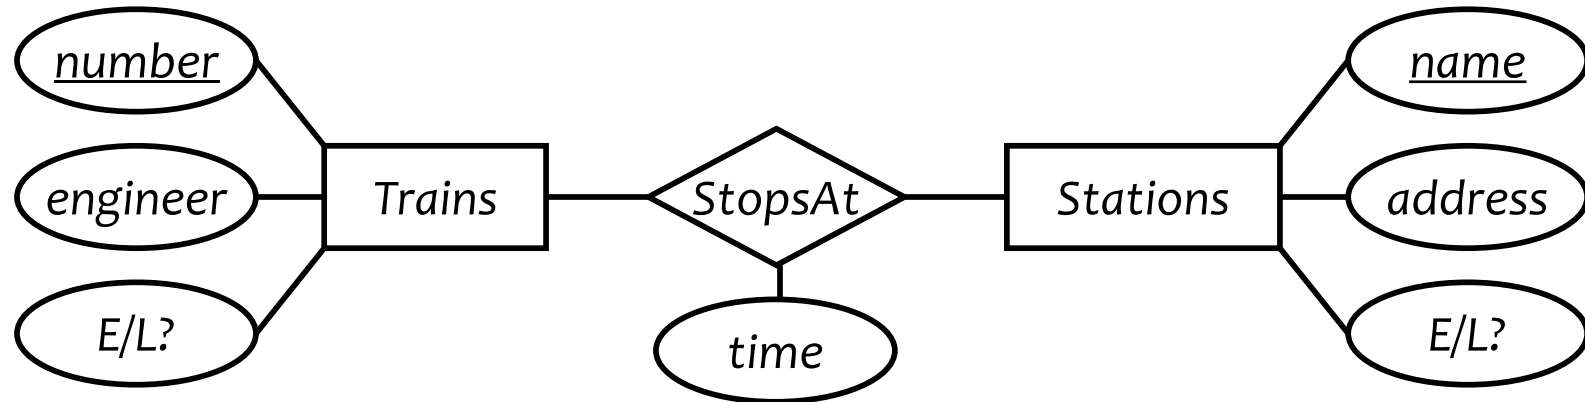 number
engineer
E/L?
Trains
StopsAt
time
Stations
name
address
E/L?